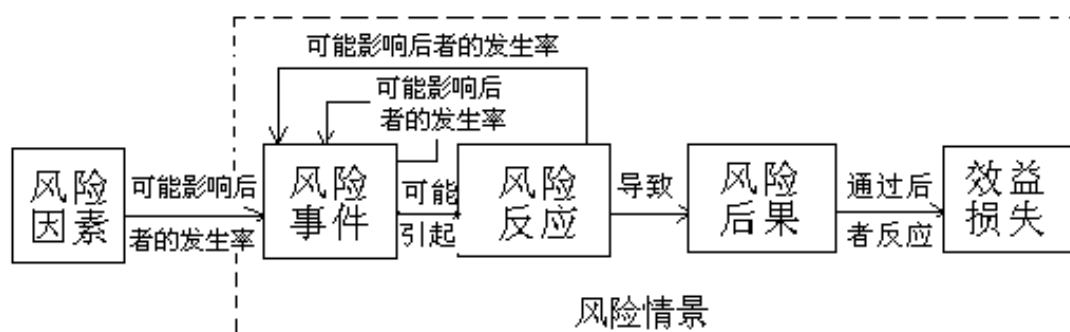 可能影响后者的发生率
可能影响后
者的发生率
风险
因素
可能影响后
者的发生率
风险
事件
可能
引起
风险
反应
导致
风险
后果
通过后
者反应
效益
损失
风险情景